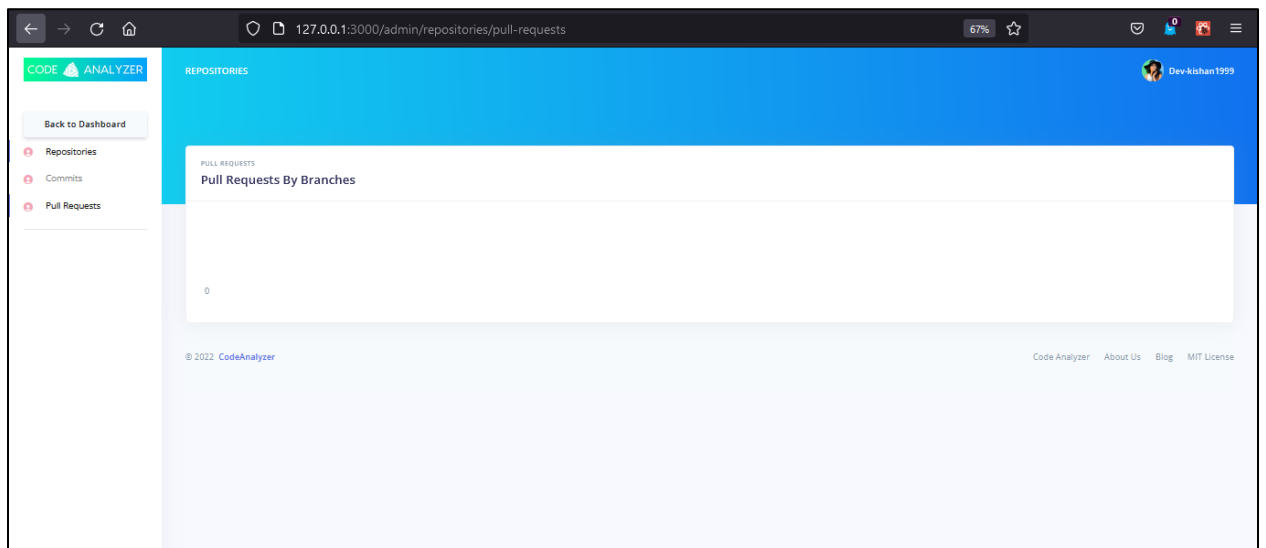 127.0.0.1:3000/admin/repositories/pull-requests
67%
0
CODE ANALYZER
REPOSITORIES
Dev-kishan1999
Back to Dashboard
Repositories
Commits
Pull Requests
PULL REQUESTS
Pull Requests By Branches
0
© 2022 CodeAnalyzer
Code Analyzer About Us Blog MIT License